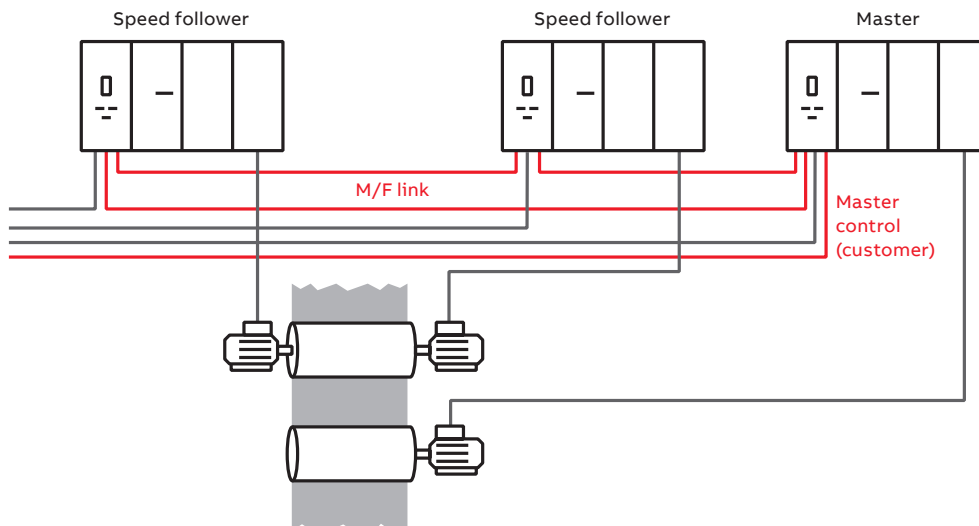 Speed follower
Speed follower
Master
M/F link
Master
control
(customer)